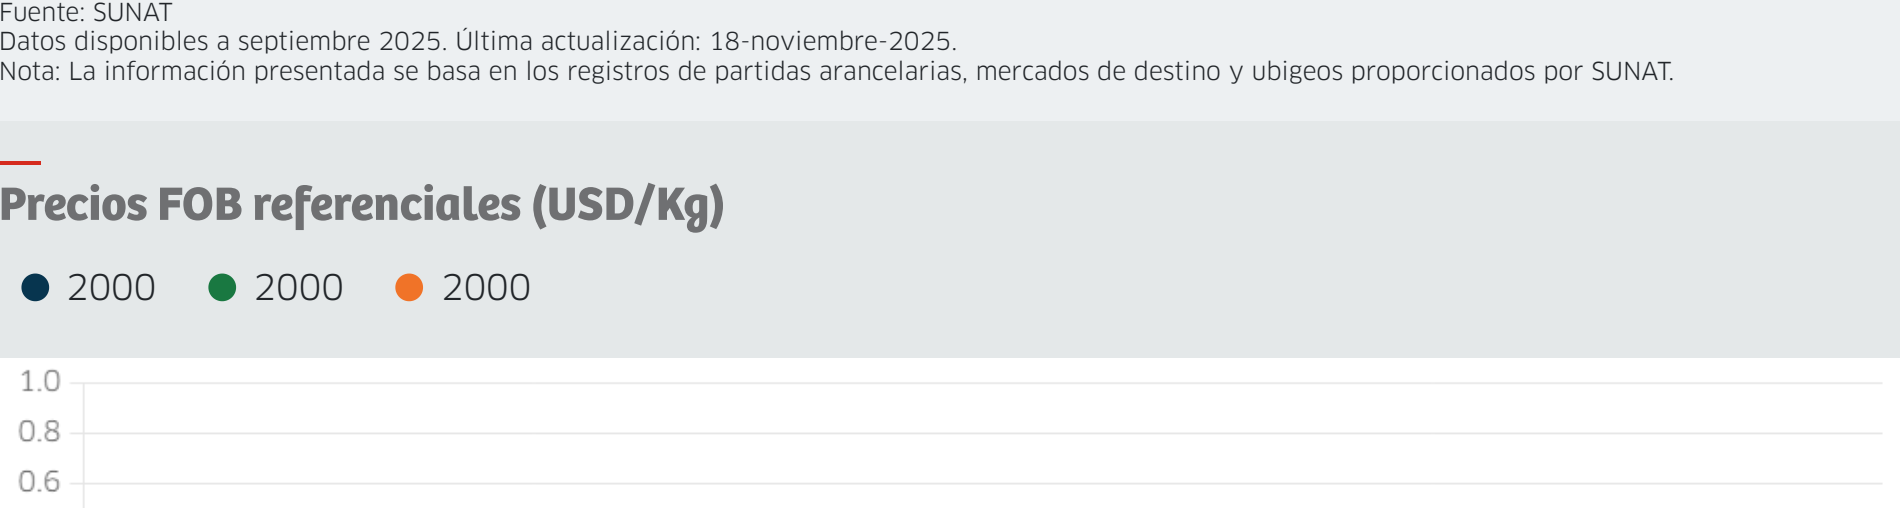 Fuente: SUNAT
Datos disponibles a septiembre 2025. Última actualización: 18-noviembre-2025.
Nota: La información presentada se basa en los registros de partidas arancelarias, mercados de destino y ubigeos proporcionados por SUNAT.
Precios FOB referenciales (USD/Kg)
2000 2000 2000
1.0
0.8
0.6